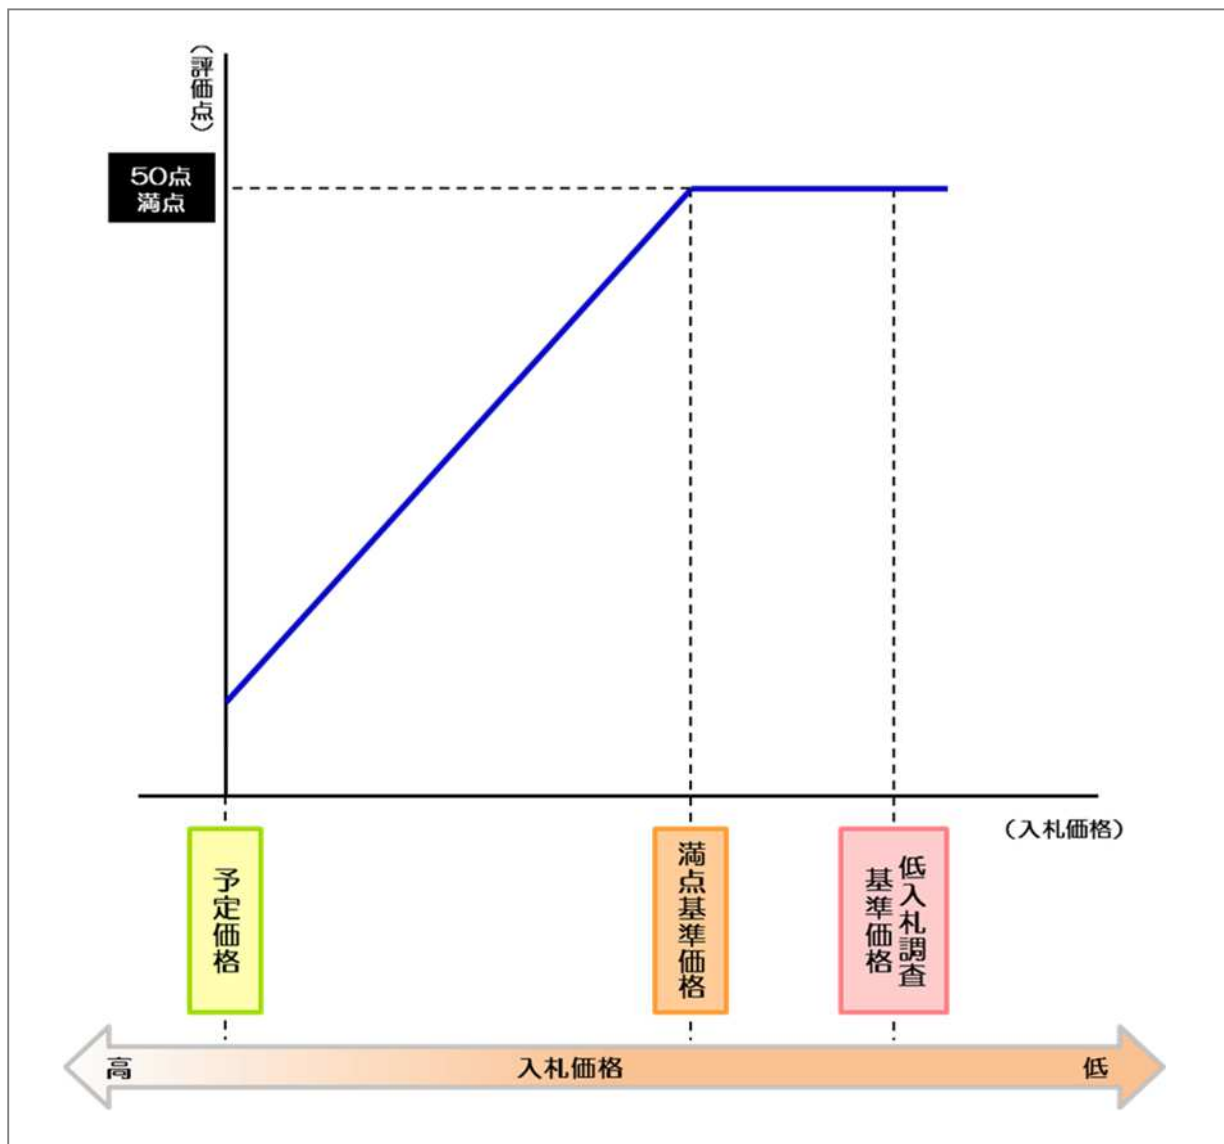 （評価点）
50点
満点
（入札価格）
予定価格
満点基準価格
低入札調査
基準価格
高
入札価格
低